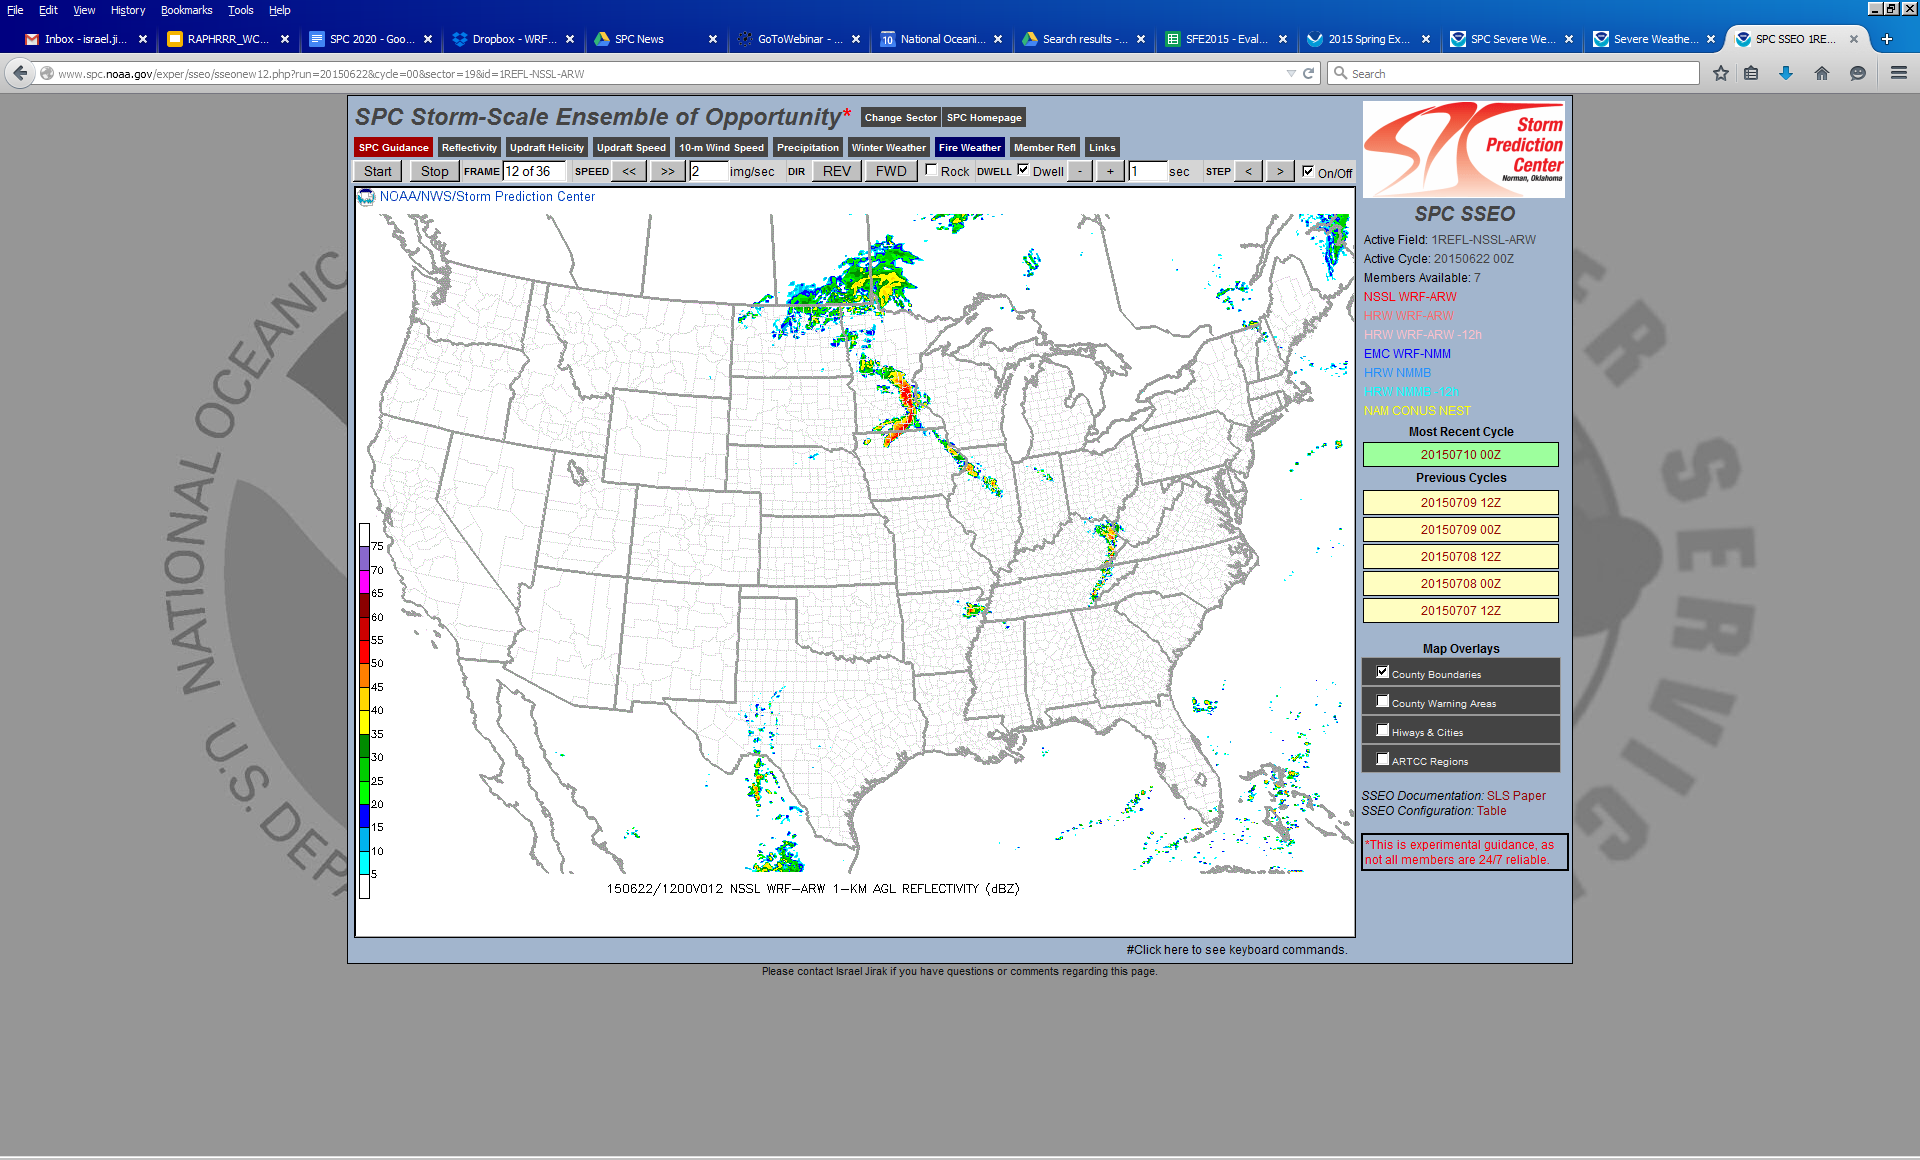 File Edit View History Bookmarks Tools Help
Inbox - israel.ji... RAPHRRR_WC... SPC 2020 - Goo... Dropbox - WRF... SPC News GoToWebinar - ... National Oceani... Search results -... SFE2015 - Eval... 2015 Spring Ex... SPC Severe We... Severe Weathe... SPC SSEO 1RE...
www.spc.noaa.gov/exper/sseo/sseonew12.php?run=20150622&cycle=00&sector=19&id=1REFL-NSSL-ARW
Search
SPC Storm-Scale Ensemble of Opportunity*
Change Sector SPC Homepage
SPC Guidance Reflectivity Updraft Helicity Updraft Speed 10-m Wind Speed Precipitation Winter Weather Fire Weather Member Refl Links
Start Stop FRAME 12 of 36 SPEED << >> 2 img/sec DIR REV FWD Rock DWELL Dwell - + 1 sec STEP < > On/Off
NOAA/NWS/Storm Prediction Center
75
70
65
60
55
50
45
40
35
30
25
20
15
10
5
150622/1200V012 NSSL WRF-ARW 1-KM AGL REFLECTIVITY (dBZ)
#Click here to see keyboard commands.
Please contact Israel Jirak if you have questions or comments regarding this page.
Storm
Prediction
Center
Norman, Oklahoma
SPC SSEO
Active Field: 1REFL-NSSL-ARW
Active Cycle: 20150622 00Z
Members Available: 7
NSSL WRF-ARW
HRW WRF-ARW
HRW WRF-ARW -12h
EMC WRF-NMM
HRW NMMB
HRW NMMB -12h
NAM CONUS NEST
Most Recent Cycle
20150710 00Z
Previous Cycles
20150709 12Z
20150709 00Z
20150708 12Z
20150708 00Z
20150707 12Z
Map Overlays
County Boundaries
County Warning Areas
Hiways & Cities
ARTCC Regions
SSEO Documentation: SLS Paper
SSEO Configuration: Table
*This is experimental guidance, as
not all members are 24/7 reliable.
NATIONAL OCEANIC
U.S. DEPA
ER SERVIC